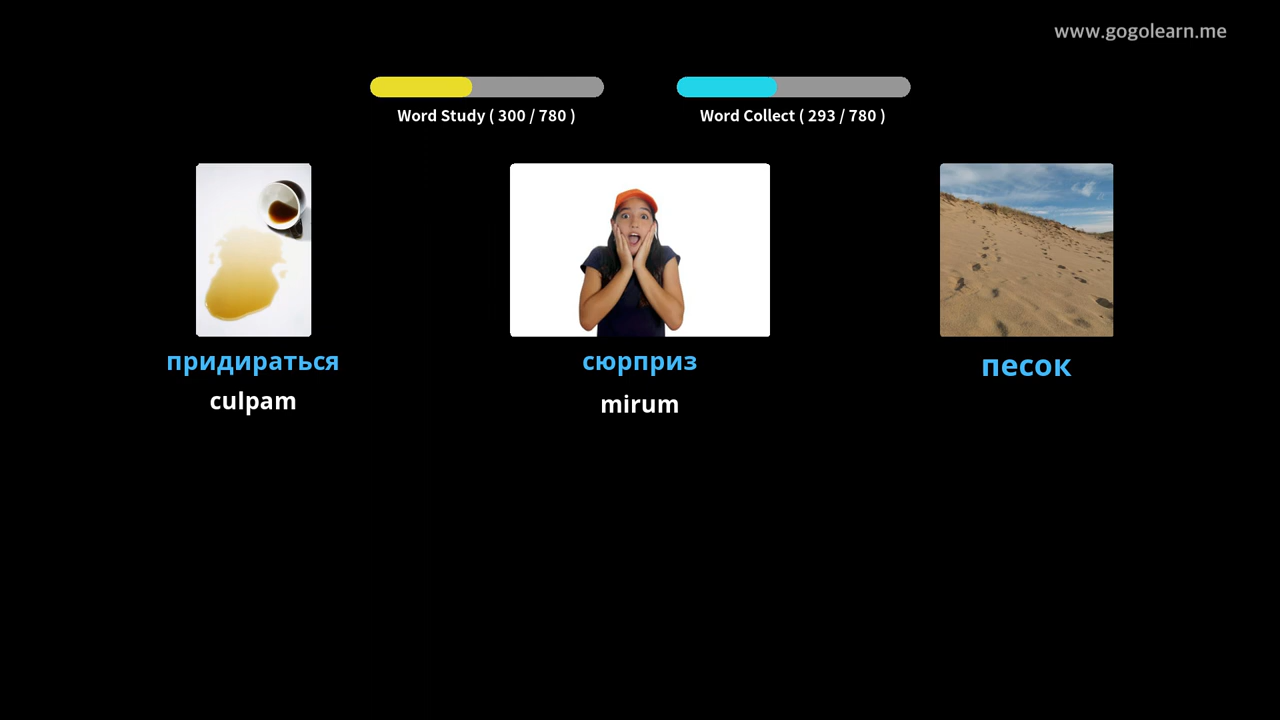 www.gogolearn.me
Word Study ( 300 / 780 )
Word Collect ( 293 / 780 )
придираться
culpam
сюрприз
mirum
песок